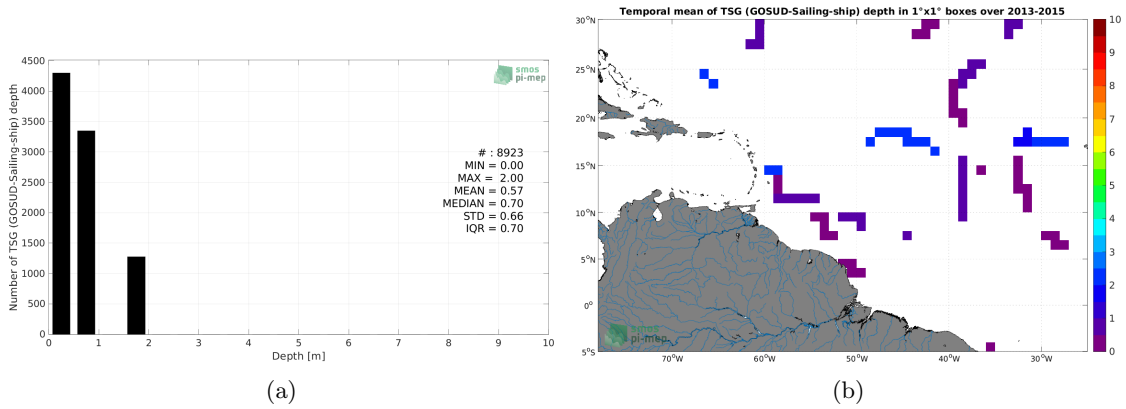 4500
4000
3500
3000
2500
2000
1500
1000
500
0
Number of TSG (GOSUD-Sailing-ship) depth
smos
pi-mep
# : 8923
MIN = 0.00
MAX = 2.00
MEAN = 0.57
MEDIAN = 0.70
STD = 0.66
IQR = 0.70
0 1 2 3 4 5 6 7 8 9 10
Depth [m]
(a)
Temporal mean of TSG (GOSUD-Sailing-ship) depth in 1°x1° boxes over 2013-2015
30°N
25°N
20°N
15°N
10°N
5°N
0°
5°S
70°W 60°W 50°W 40°W 30°W
smos
pi-mep
10
9
8
7
6
5
4
3
2
1
0
(b)